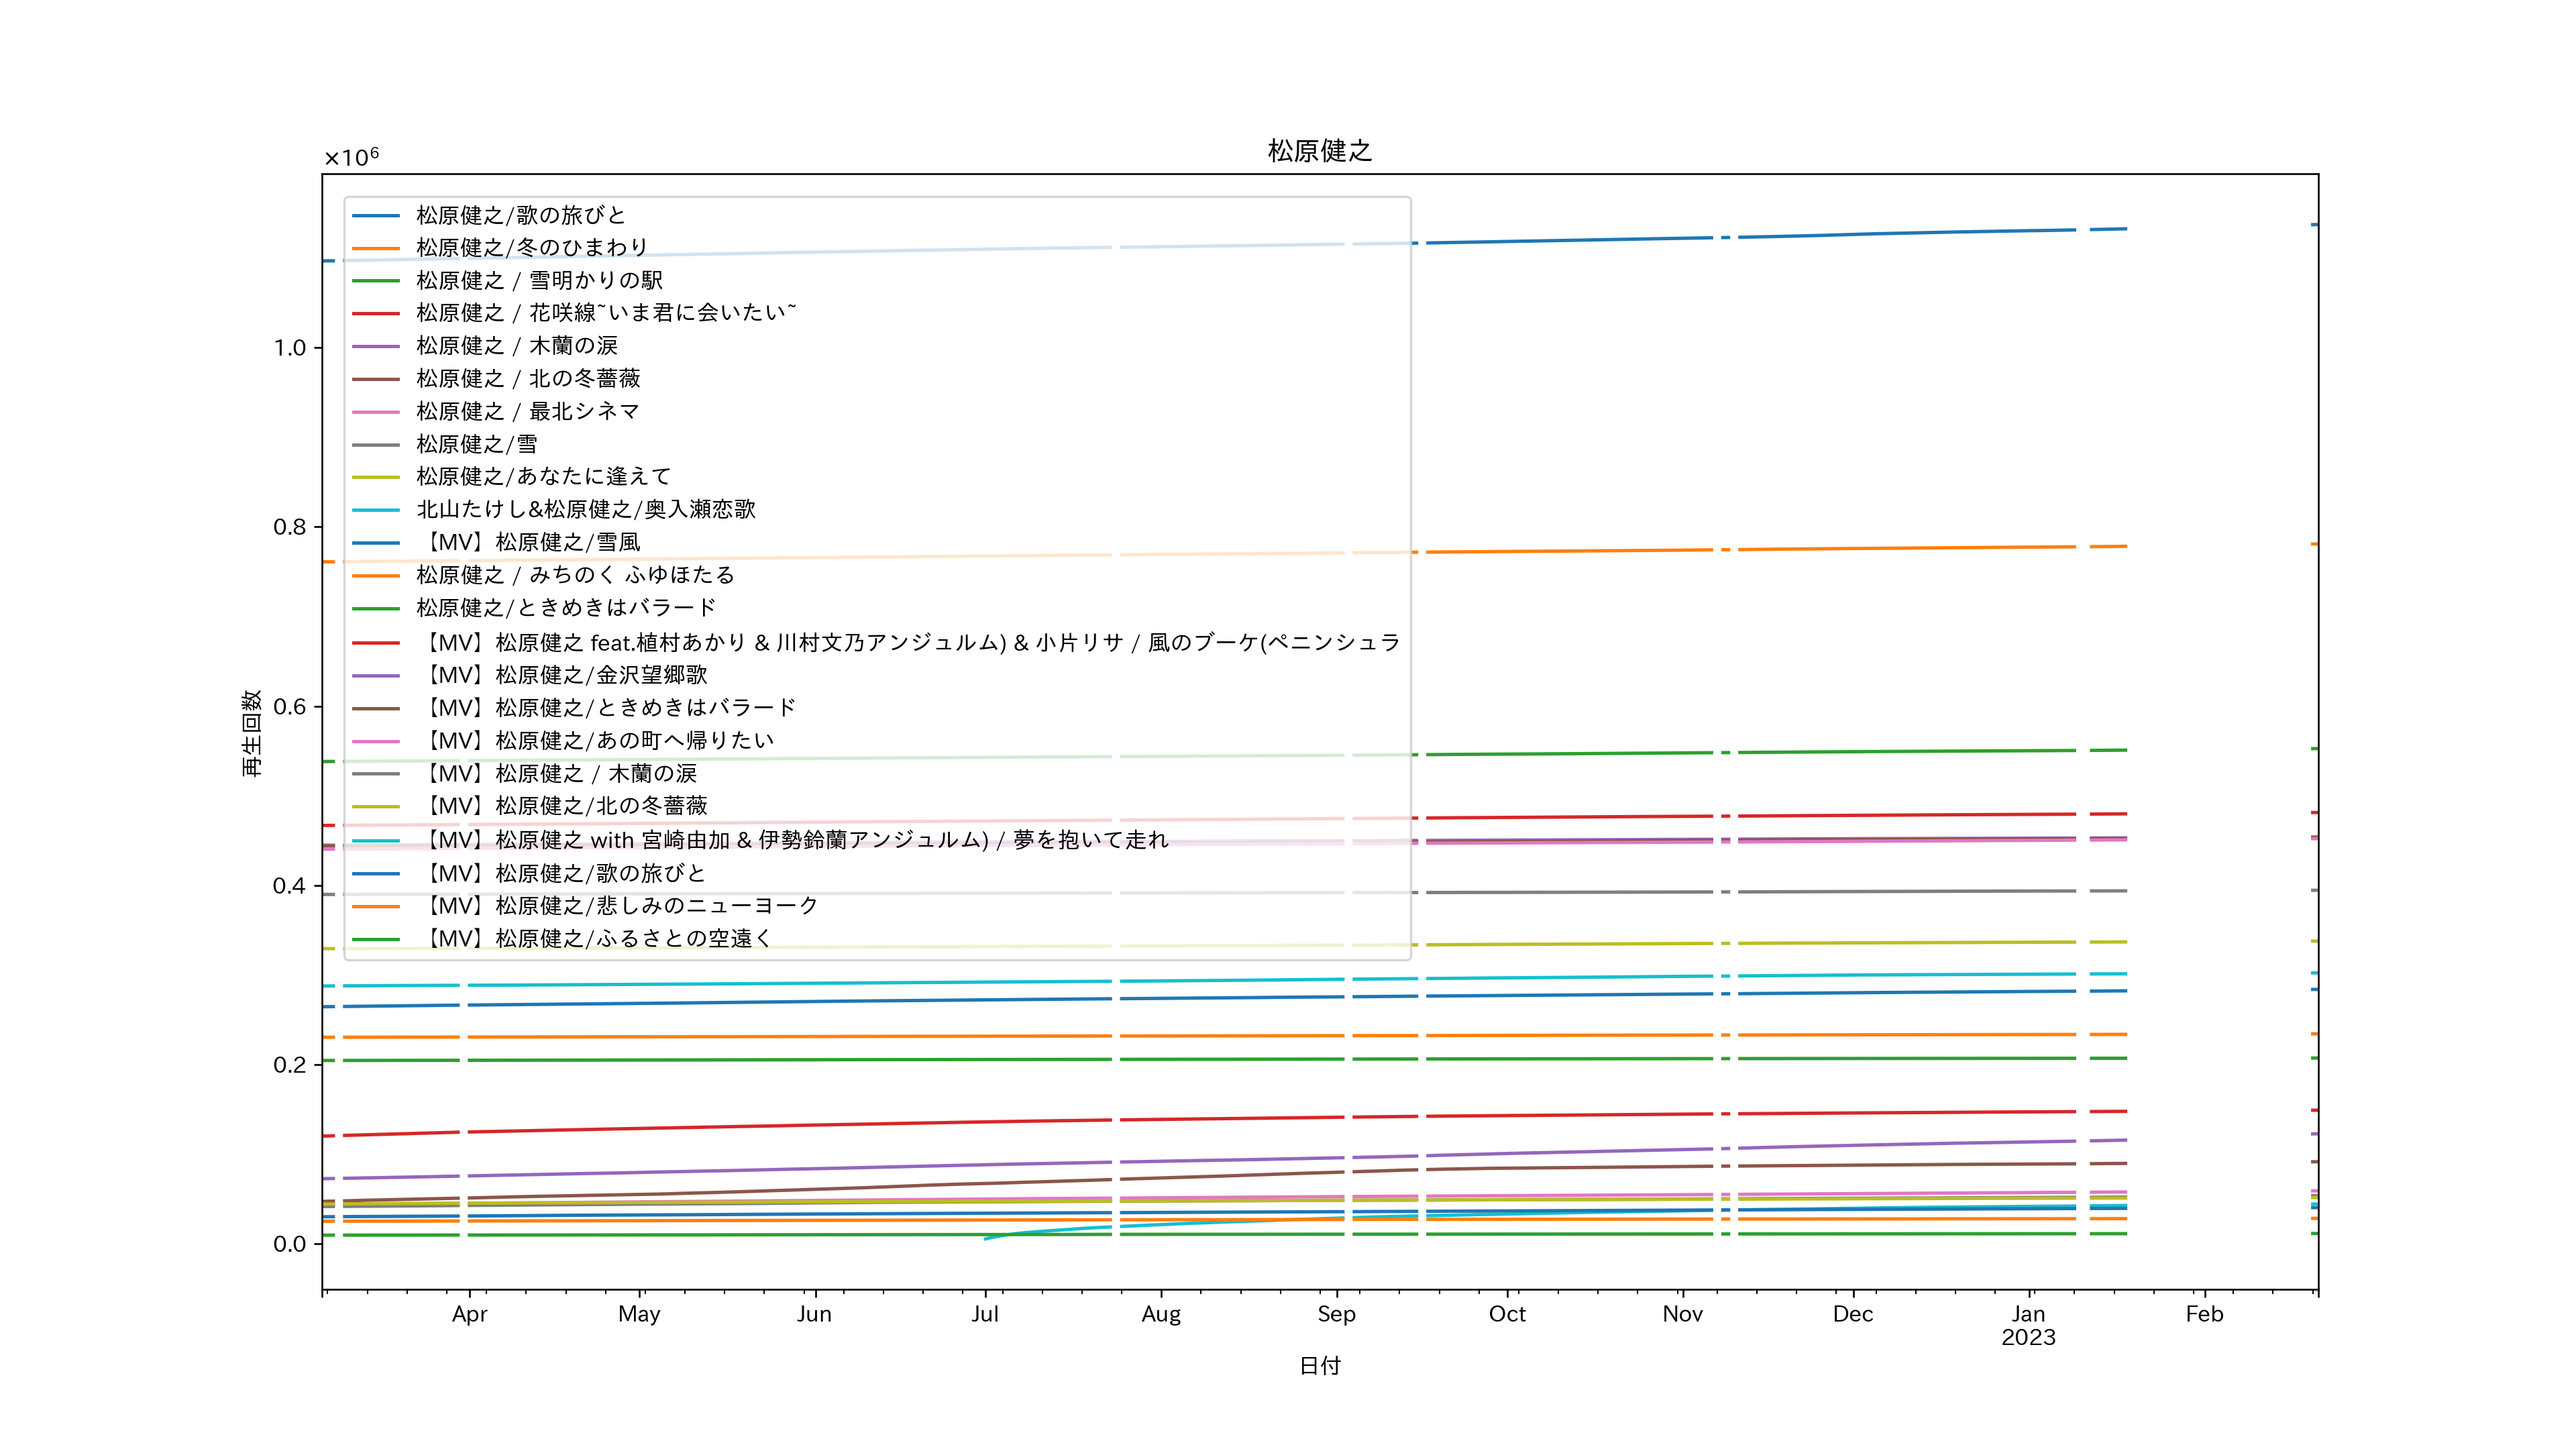 松原健之
×10⁶
松原健之/歌の旅びと
松原健之/冬のひまわり
松原健之 / 雪明かりの駅
松原健之 / 花咲線~いま君に会いたい~
松原健之 / 木蘭の涙
松原健之 / 北の冬薔薇
松原健之 / 最北シネマ
松原健之/雪
松原健之/あなたに逢えて
北山たけし&松原健之/奥入瀬恋歌
【MV】松原健之/雪風
松原健之 / みちのく ふゆほたる
松原健之/ときめきはバラード
【MV】松原健之 feat.植村あかり & 川村文乃アンジュルム) & 小片リサ / 風のブーケ(ペニンシュラ
【MV】松原健之/金沢望郷歌
【MV】松原健之/ときめきはバラード
【MV】松原健之/あの町へ帰りたい
【MV】松原健之 / 木蘭の涙
【MV】松原健之/北の冬薔薇
【MV】松原健之 with 宮崎由加 & 伊勢鈴蘭アンジュルム) / 夢を抱いて走れ
【MV】松原健之/歌の旅びと
【MV】松原健之/悲しみのニューヨーク
【MV】松原健之/ふるさとの空遠く
再生回数
1.0
0.8
0.6
0.4
0.2
0.0
Apr May Jun Jul Aug Sep Oct Nov Dec Jan Feb
2023
日付